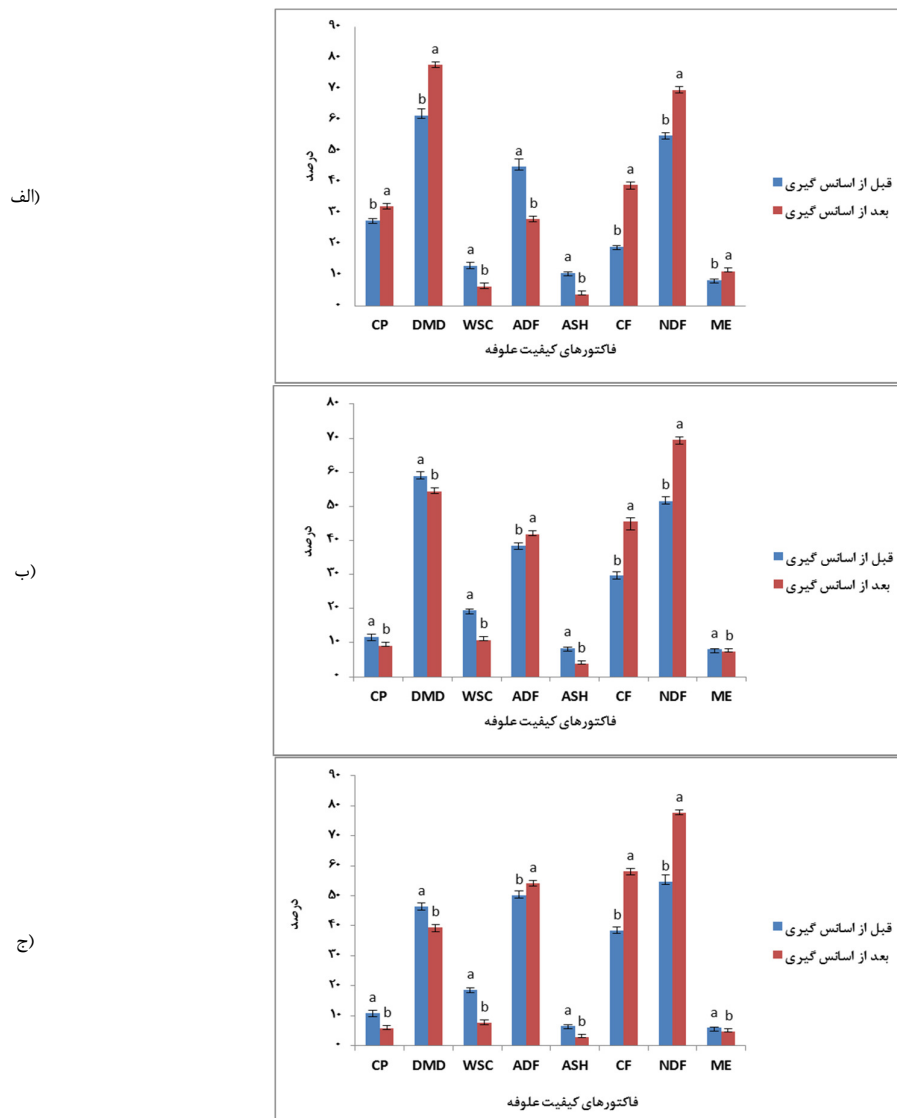 الف)
درصد
۹۰
۸۰
۷۰
۶۰
۵۰
۴۰
۳۰
۲۰
۱۰
۰
b a b a a b a b a b b a b a b a
CP DMD WSC ADF ASH CF NDF ME
فاکتورهای کیفیت علوفه
قبل از اسانس گیری
بعد از اسانس گیری
ب)
درصد
۸۰
۷۰
۶۰
۵۰
۴۰
۳۰
۲۰
۱۰
۰
a b a b a b b a a b b a b a a b
CP DMD WSC ADF ASH CF NDF ME
فاکتورهای کیفیت علوفه
قبل از اسانس گیری
بعد از اسانس گیری
ج)
درصد
۹۰
۸۰
۷۰
۶۰
۵۰
۴۰
۳۰
۲۰
۱۰
۰
a b a b a b b a a b b a b a a b
CP DMD WSC ADF ASH CF NDF ME
فاکتورهای کیفیت علوفه
قبل از اسانس گیری
بعد از اسانس گیری